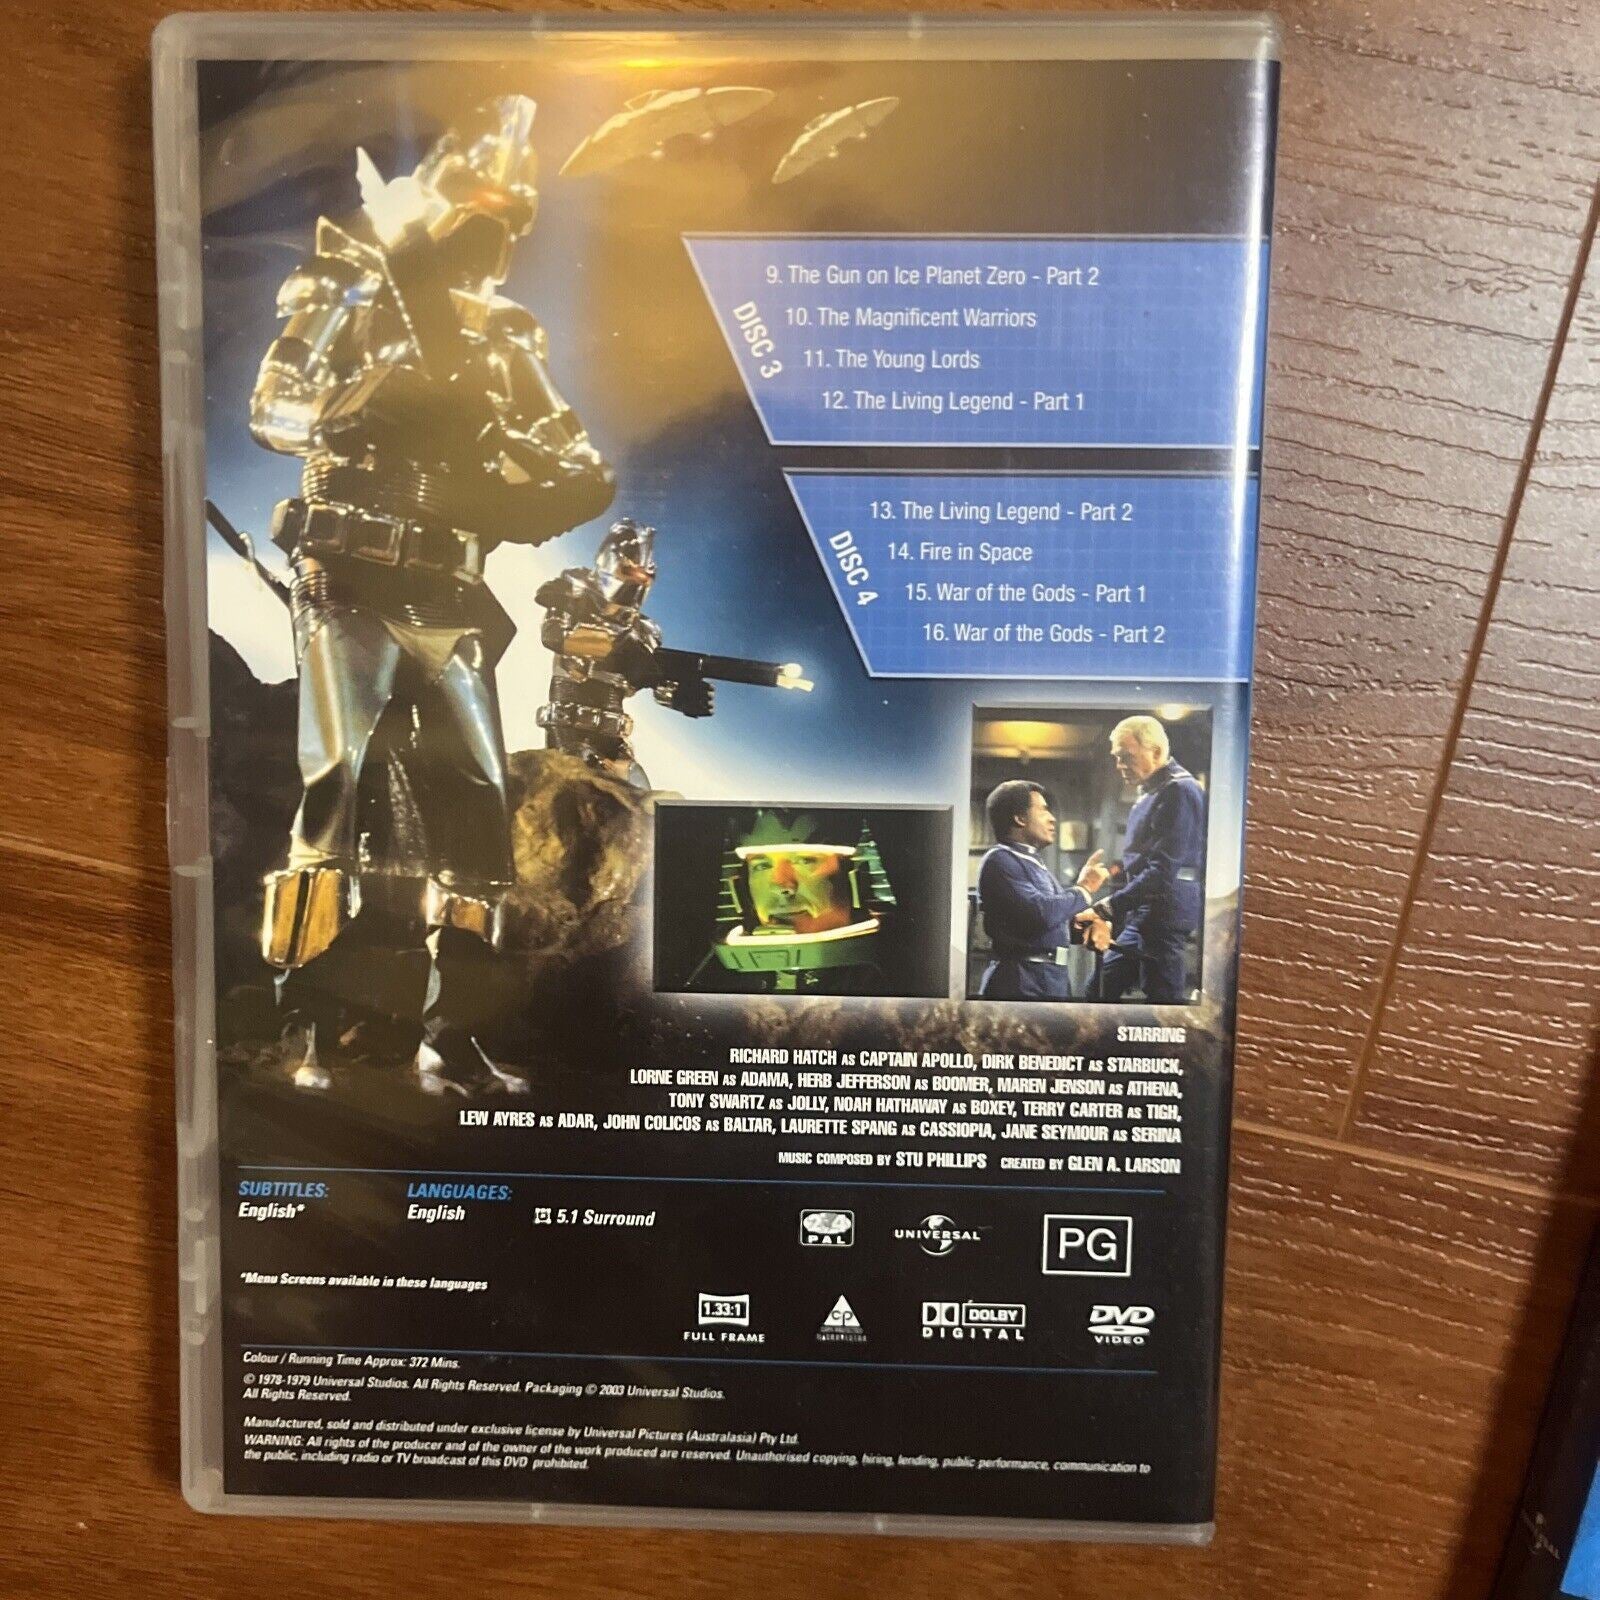 DISC 3
9. The Gun on Ice Planet Zero - Part 2
10. The Magnificent Warriors
11. The Young Lords
12. The Living Legend - Part 1
DISC 4
13. The Living Legend - Part 2
14. Fire in Space
15. War of the Gods - Part 1
16. War of the Gods - Part 2
STARRING
RICHARD HATCH AS CAPTAIN APOLLO, DIRK BENEDICT AS STARBUCK,
LORNE GREEN AS ADAMA, HERB JEFFERSON AS BOOMER, MAREN JENSON AS ATHENA,
TONY SWARTZ AS JOLLY, NOAH HATHAWAY AS BOXEY, TERRY CARTER AS TIGH,
LEW AYRES AS ADAR, JOHN COLICOS AS BALTAR, LAURETTE SPANG AS CASSIOPIA, JANE SEYMOUR AS SERINA
MUSIC COMPOSED BY STU PHILLIPS CREATED BY GLEN A. LARSON
SUBTITLES:
English*
LANGUAGES:
English
5.1 Surround
2 4
PAL
UNIVERSAL
PG
*Menu Screens available in these languages
1.33:1
FULL FRAME
CP
DOLBY
DIGITAL
DVD
VIDEO
Colour / Running Time Approx: 372 Mins.
© 1978-1979 Universal Studios. All Rights Reserved. Packaging © 2003 Universal Studios.
All Rights Reserved.
Manufactured, sold and distributed under exclusive license by Universal Pictures (Australasia) Pty Ltd.
WARNING: All rights of the producer and of the owner of the work produced are reserved. Unauthorised copying, hiring, lending, public performance, communication to
the public, including radio or TV broadcast of this DVD prohibited.